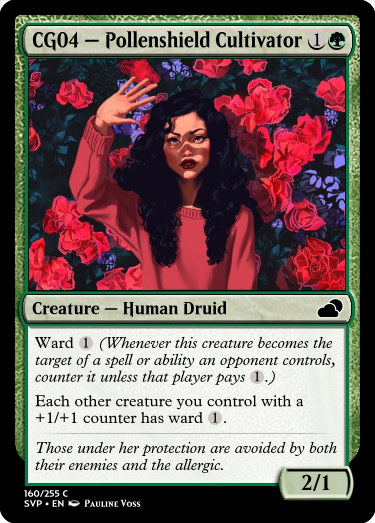 CG04 — Pollenshield Cultivator 1
Creature — Human Druid
Ward 1 (Whenever this creature becomes the
target of a spell or ability an opponent controls,
counter it unless that player pays 1.)
Each other creature you control with a
+1/+1 counter has ward 1.
Those under her protection are avoided by both
their enemies and the allergic.
2/1
160/255 C
SVP • EN Pauline Voss